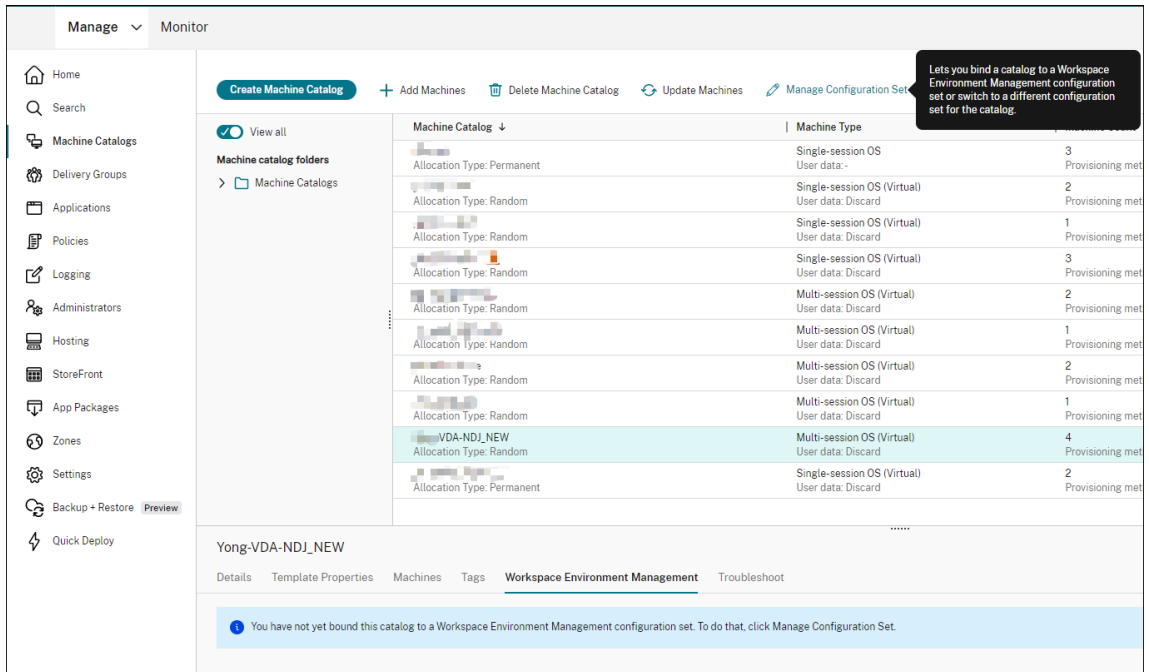 Manage
Monitor
Home
Search
Machine Catalogs
Delivery Groups
Applications
Policies
Logging
Administrators
Hosting
StoreFront
App Packages
Zones
Settings
Backup + Restore Preview
Quick Deploy
Create Machine Catalog
Add Machines
Delete Machine Catalog
Update Machines
Manage Configuration Set
Lets you bind a catalog to a Workspace
Environment Management configuration
set or switch to a different configuration
set for the catalog.
View all
Machine catalog folders
Machine Catalogs
Machine Catalog ↓ Machine Type
Single-session OS 3
Allocation Type: Permanent User data:- Provisioning met
Single-session OS (Virtual) 2
Allocation Type: Random User data: Discard Provisioning met
Single-session OS (Virtual) 1
Allocation Type: Random User data: Discard Provisioning met
Single-session OS (Virtual) 3
Allocation Type: Random User data: Discard Provisioning met
Multi-session OS (Virtual) 2
Allocation Type: Random User data: Discard Provisioning met
Multi-session OS (Virtual) 1
Allocation Type: Random User data: Discard Provisioning met
Multi-session OS (Virtual) 2
Allocation Type: Random User data: Discard Provisioning met
Multi-session OS (Virtual) 1
Allocation Type: Random User data: Discard Provisioning met
VDA-NDJ_NEW Multi-session OS (Virtual) 4
Allocation Type: Random User data: Discard Provisioning met
Single-session OS (Virtual) 2
Allocation Type: Permanent User data: Discard Provisioning met
Yong-VDA-NDJ_NEW
Details Template Properties Machines Tags Workspace Environment Management Troubleshoot
You have not yet bound this catalog to a Workspace Environment Management configuration set. To do that, click Manage Configuration Set.